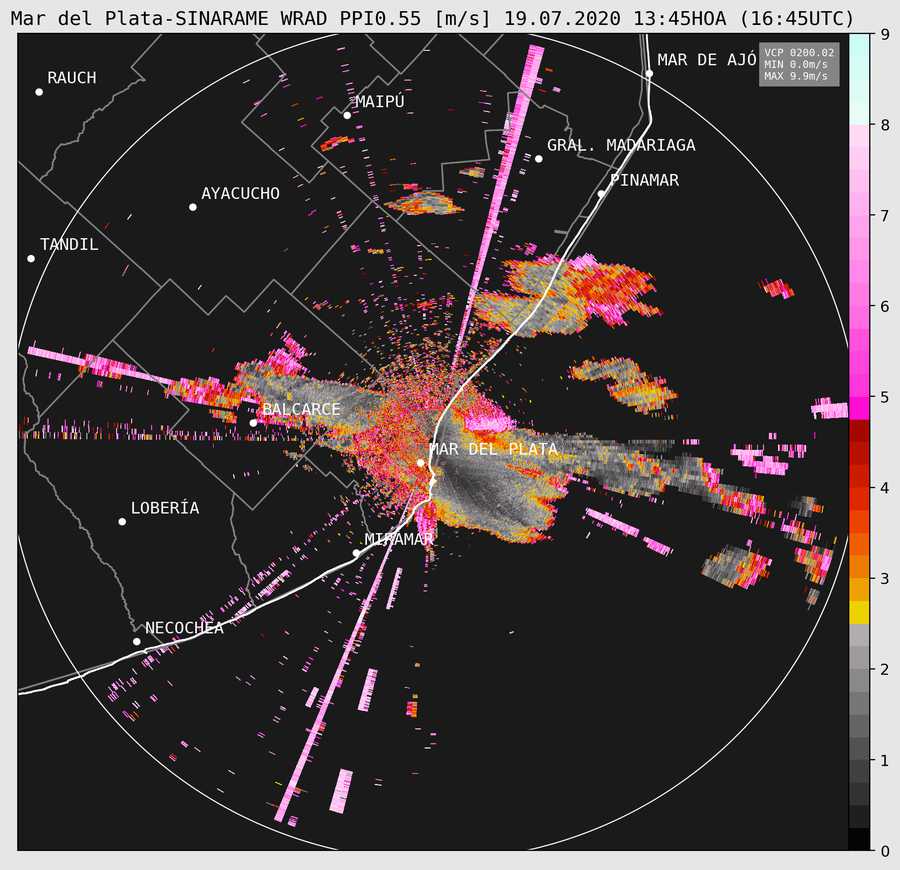 Mar del Plata-SINARAME WRAD PPI0.55 [m/s] 19.07.2020 13:45HOA (16:45UTC)
9
VCP 0200.02
MIN 0.0m/s
MAX 9.9m/s
MAR DE AJÓ
RAUCH
MAIPÚ
8
GRAL. MADARIAGA
PINAMAR
AYACUCHO
7
TANDIL
6
5
BALCARCE
MAR DEL PLATA
4
LOBERÍA
MIRAMAR
3
NECOCHEA
2
1
0